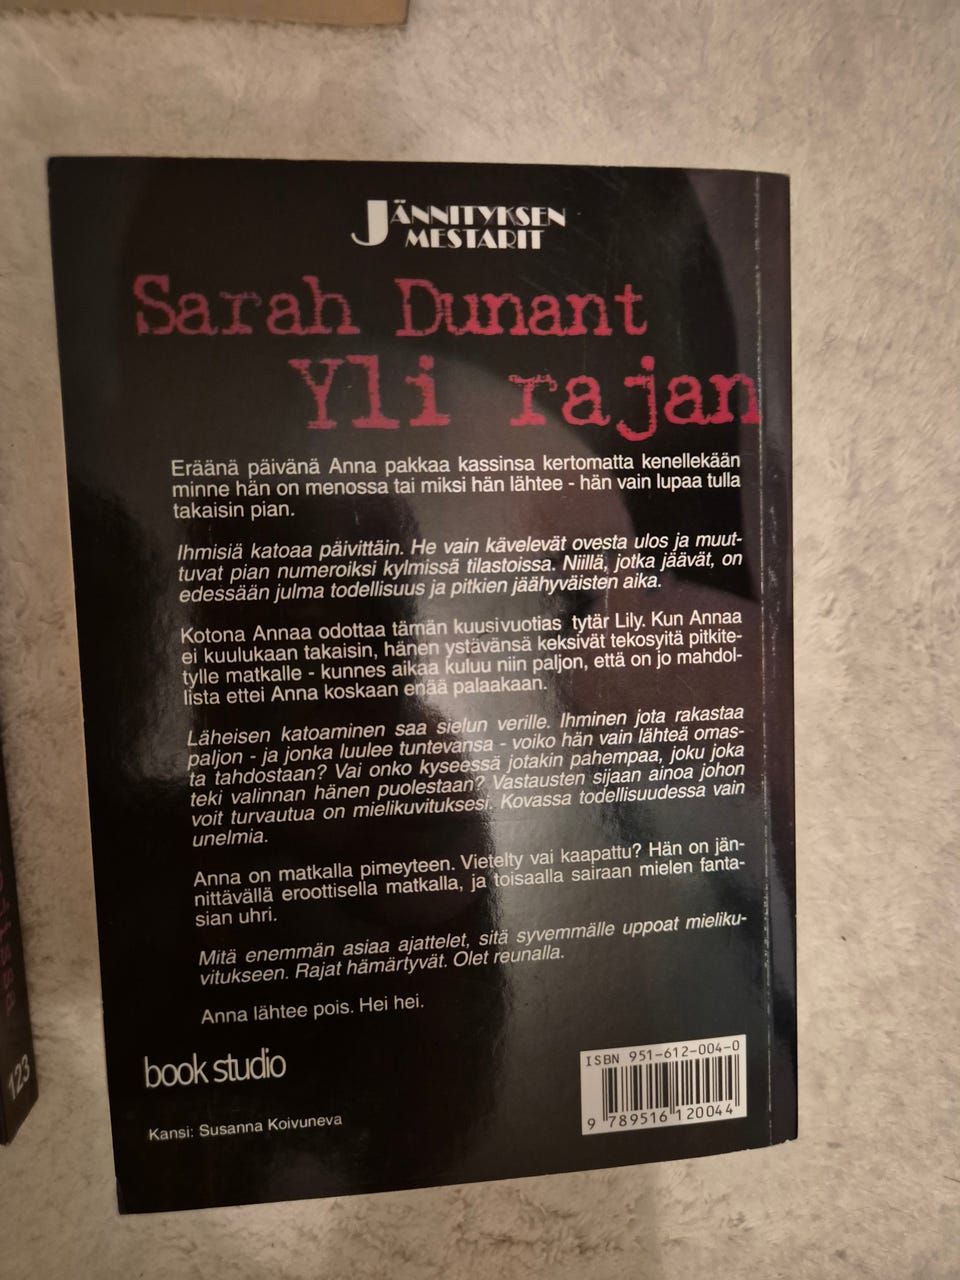 JÄNNITYKSEN
MESTARIT
Sarah Dunant
Yli rajan
Eräänä päivänä Anna pakkaa kassinsa kertomatta kenellekään
minne hän on menossa tai miksi hän lähtee - hän vain lupaa tulla
takaisin pian.
Ihmisiä katoaa päivittäin. He vain kävelevät ovesta ulos ja muut-
tuvat pian numeroiksi kylmissä tilastoissa. Niillä, jotka jäävät, on
edessään julma todellisuus ja pitkien jäähyväisten aika.
Kotona Annaa odottaa tämän kuusivuotias tytär Lily. Kun Annaa
ei kuulukaan takaisin, hänen ystävänsä keksivät tekosyitä pitkite-
tylle matkalle - kunnes aikaa kuluu niin paljon, että on jo mahdol-
lista ettei Anna koskaan enää palaakaan.
Läheisen katoaminen saa sielun verille. Ihminen jota rakastaa
paljon - ja jonka luulee tuntevansa - voiko hän vain lähteä omas-
ta tahdostaan? Vai onko kyseessä jotakin pahempaa, joku joka
teki valinnan hänen puolestaan? Vastausten sijaan ainoa johon
voit turvautua on mielikuvituksesi. Kovassa todellisuudessa vain
unelmia.
Anna on matkalla pimeyteen. Vietelty vai kaapattu? Hän on jän-
nittävällä eroottisella matkalla, ja toisaalla sairaan mielen fanta-
sian uhri.
Mitä enemmän asiaa ajattelet, sitä syvemmälle uppoat mieliku-
vitukseen. Rajat hämärtyvät. Olet reunalla.
Anna lähtee pois. Hei hei.
book studio
Kansi: Susanna Koivuneva
ISBN 951-612-004-0
9 789516 120044
123